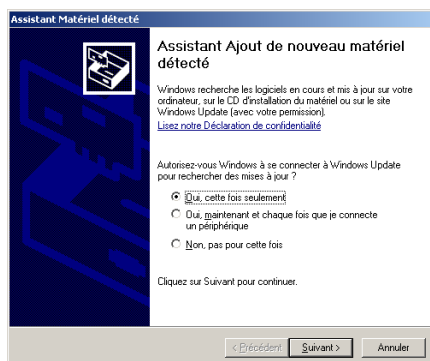 Assistant Matériel détecté
Assistant Ajout de nouveau matériel
détecté
Windows recherche les logiciels en cours et mis à jour sur votre
ordinateur, sur le CD d'installation du matériel ou sur le site
Windows Update (avec votre permission).
Lisez notre Déclaration de confidentialité
Autorisez-vous Windows à se connecter à Windows Update
pour rechercher des mises à jour ?
Oui, cette fois seulement
Oui, maintenant et chaque fois que je connecte
un périphérique
Non, pas pour cette fois
Cliquez sur Suivant pour continuer.
< Précédent Suivant > Annuler